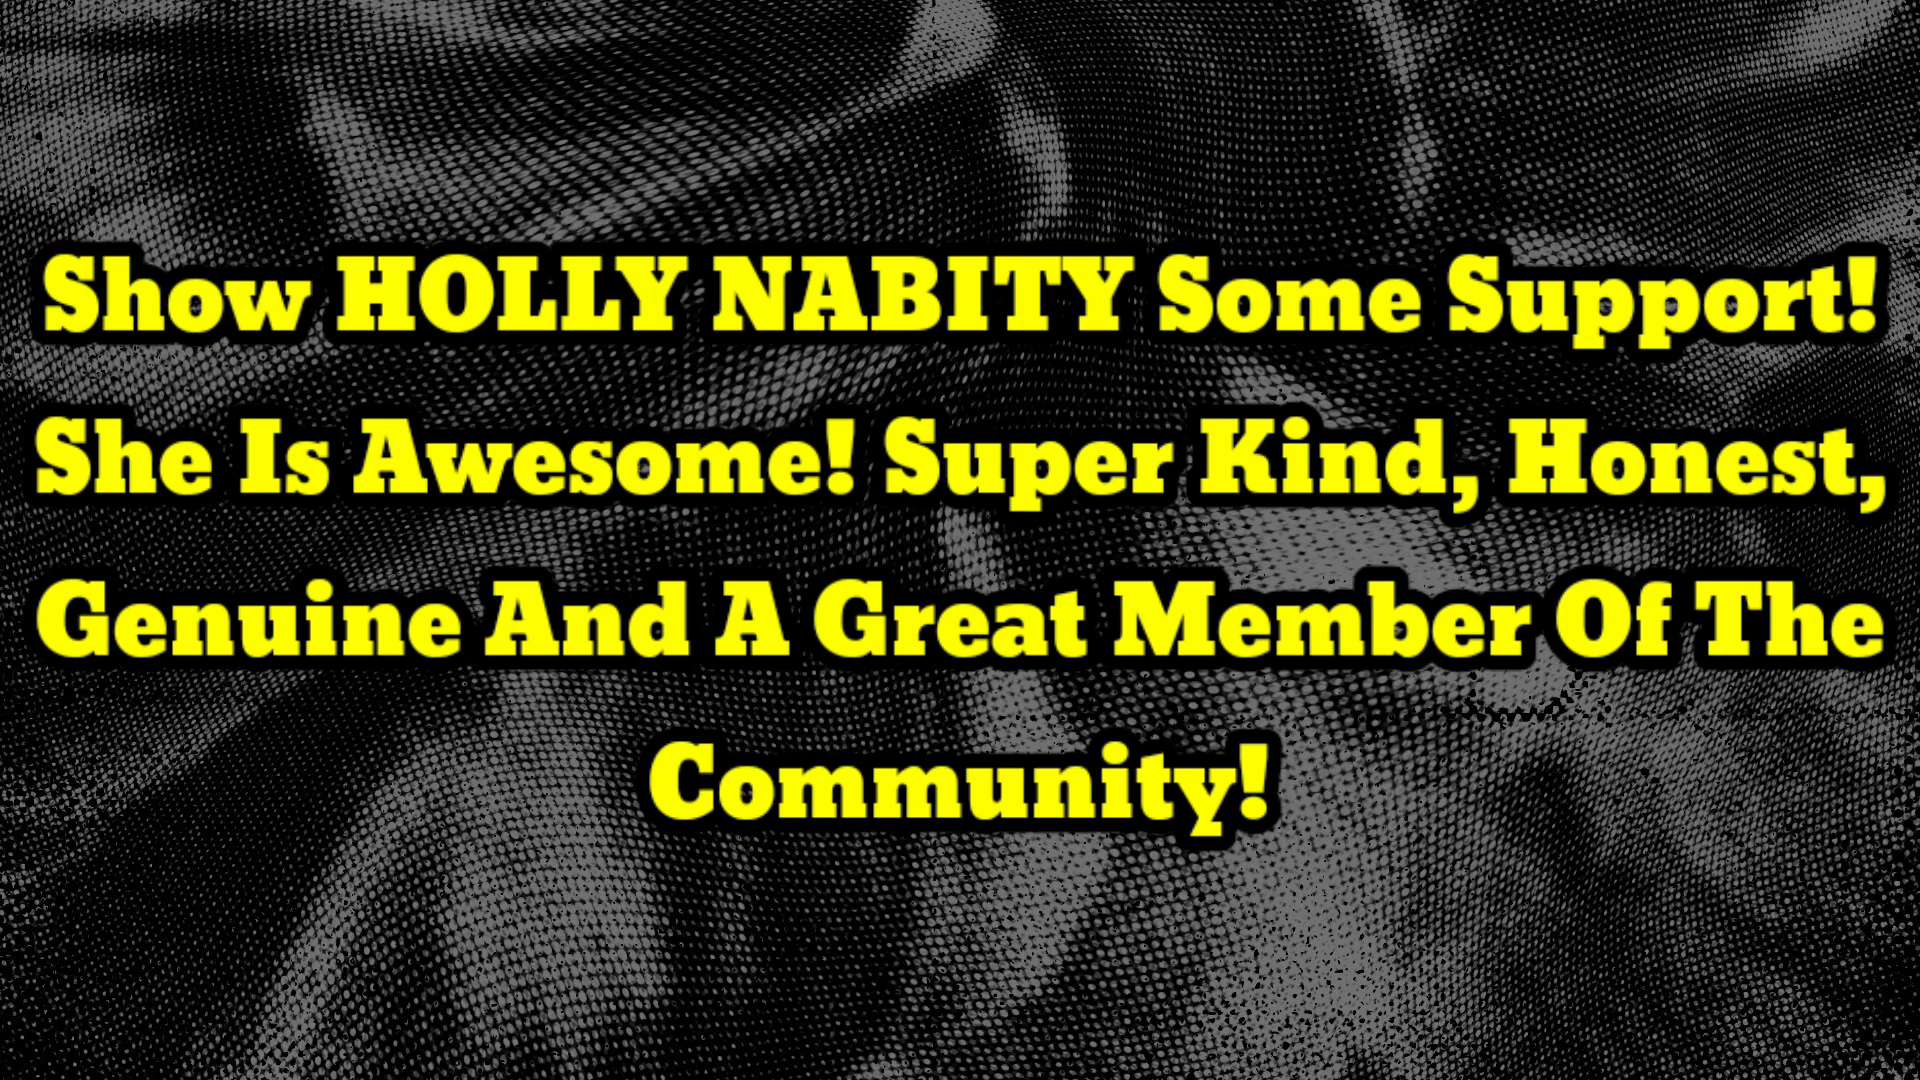 Show HOLLY NABITY Some Support!
She Is Awesome! Super Kind, Honest,
Genuine And A Great Member Of The
Community!